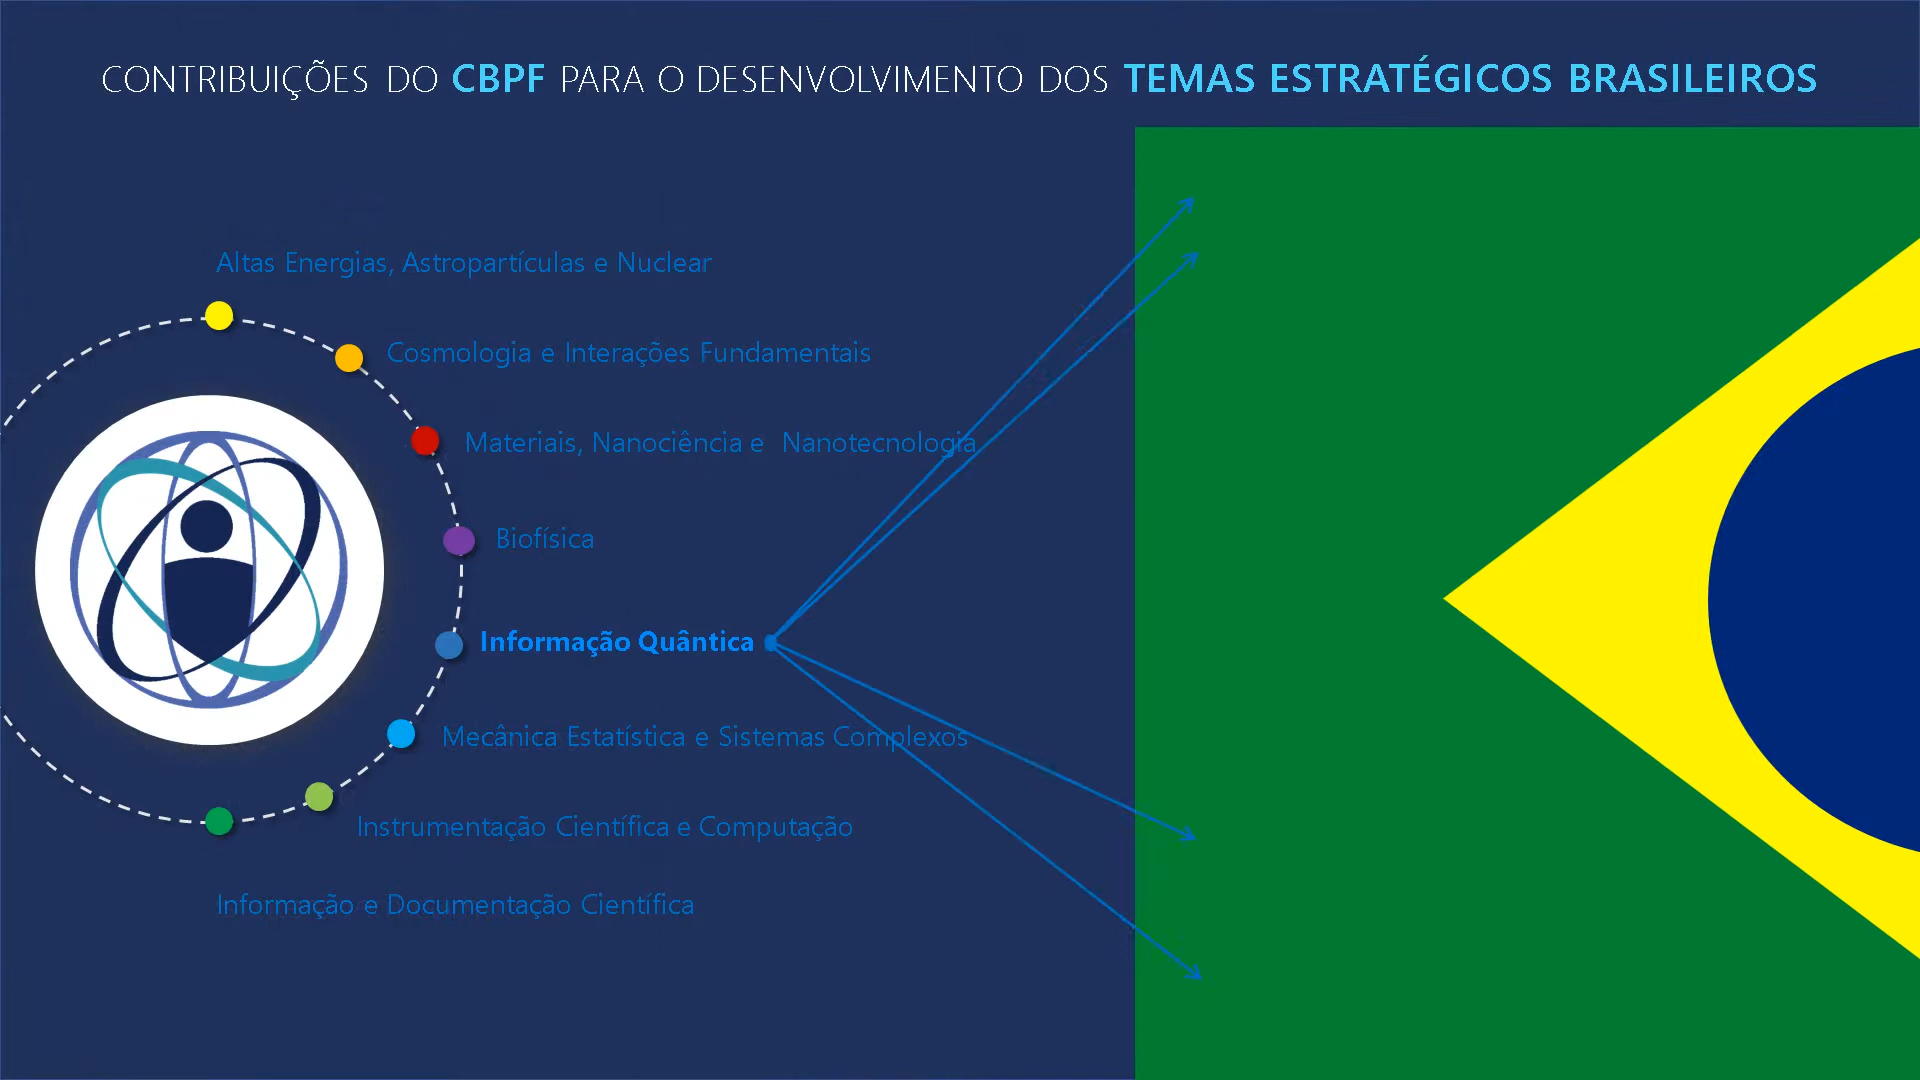 CONTRIBUIÇÕES DO CBPF PARA O DESENVOLVIMENTO DOS TEMAS ESTRATÉGICOS BRASILEIROS
Altas Energias, Astropartículas e Nuclear
Cosmologia e Interações Fundamentais
Materiais, Nanociência e Nanotecnologia
Biofísica
Informação Quântica
Mecânica Estatística e Sistemas Complexos
Instrumentação Científica e Computação
Informação e Documentação Científica